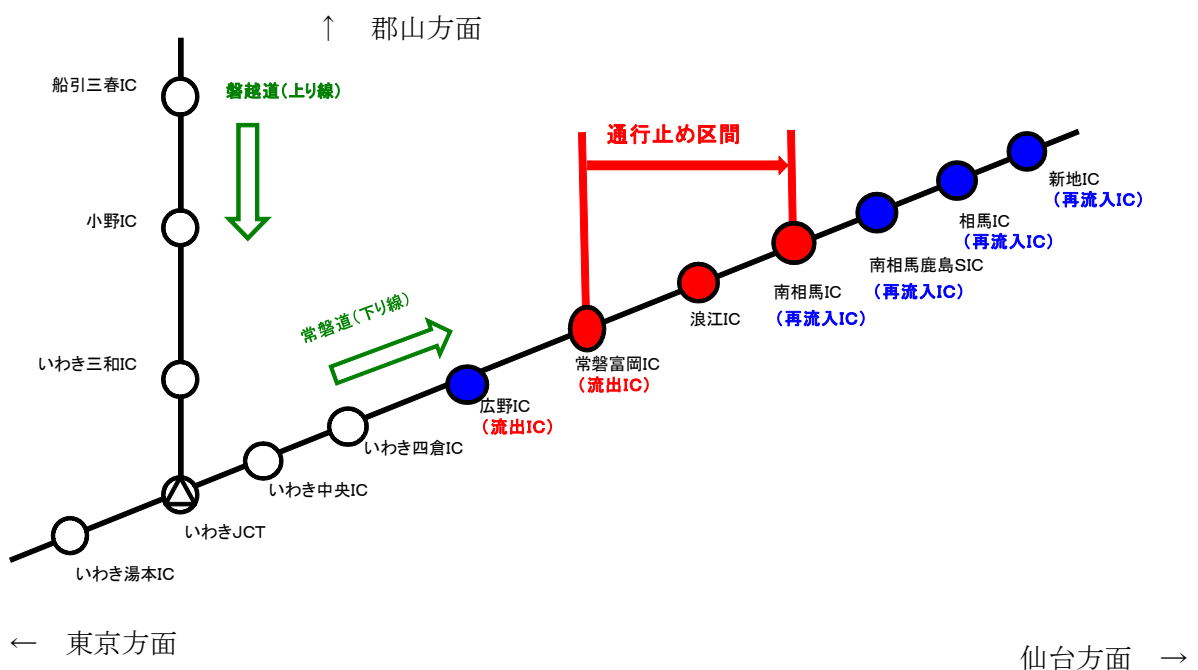 ↑　郡山方面
船引三春IC
磐越道(上り線)
通行止め区間
新地IC
(再流入IC)
小野IC
相馬IC
(再流入IC)
南相馬鹿島SIC
(再流入IC)
南相馬IC
(再流入IC)
浪江IC
常磐道(下り線)
いわき三和IC
常磐富岡IC
(流出IC)
広野IC
(流出IC)
いわき四倉IC
いわき中央IC
いわきJCT
いわき湯本IC
←　東京方面
仙台方面　→